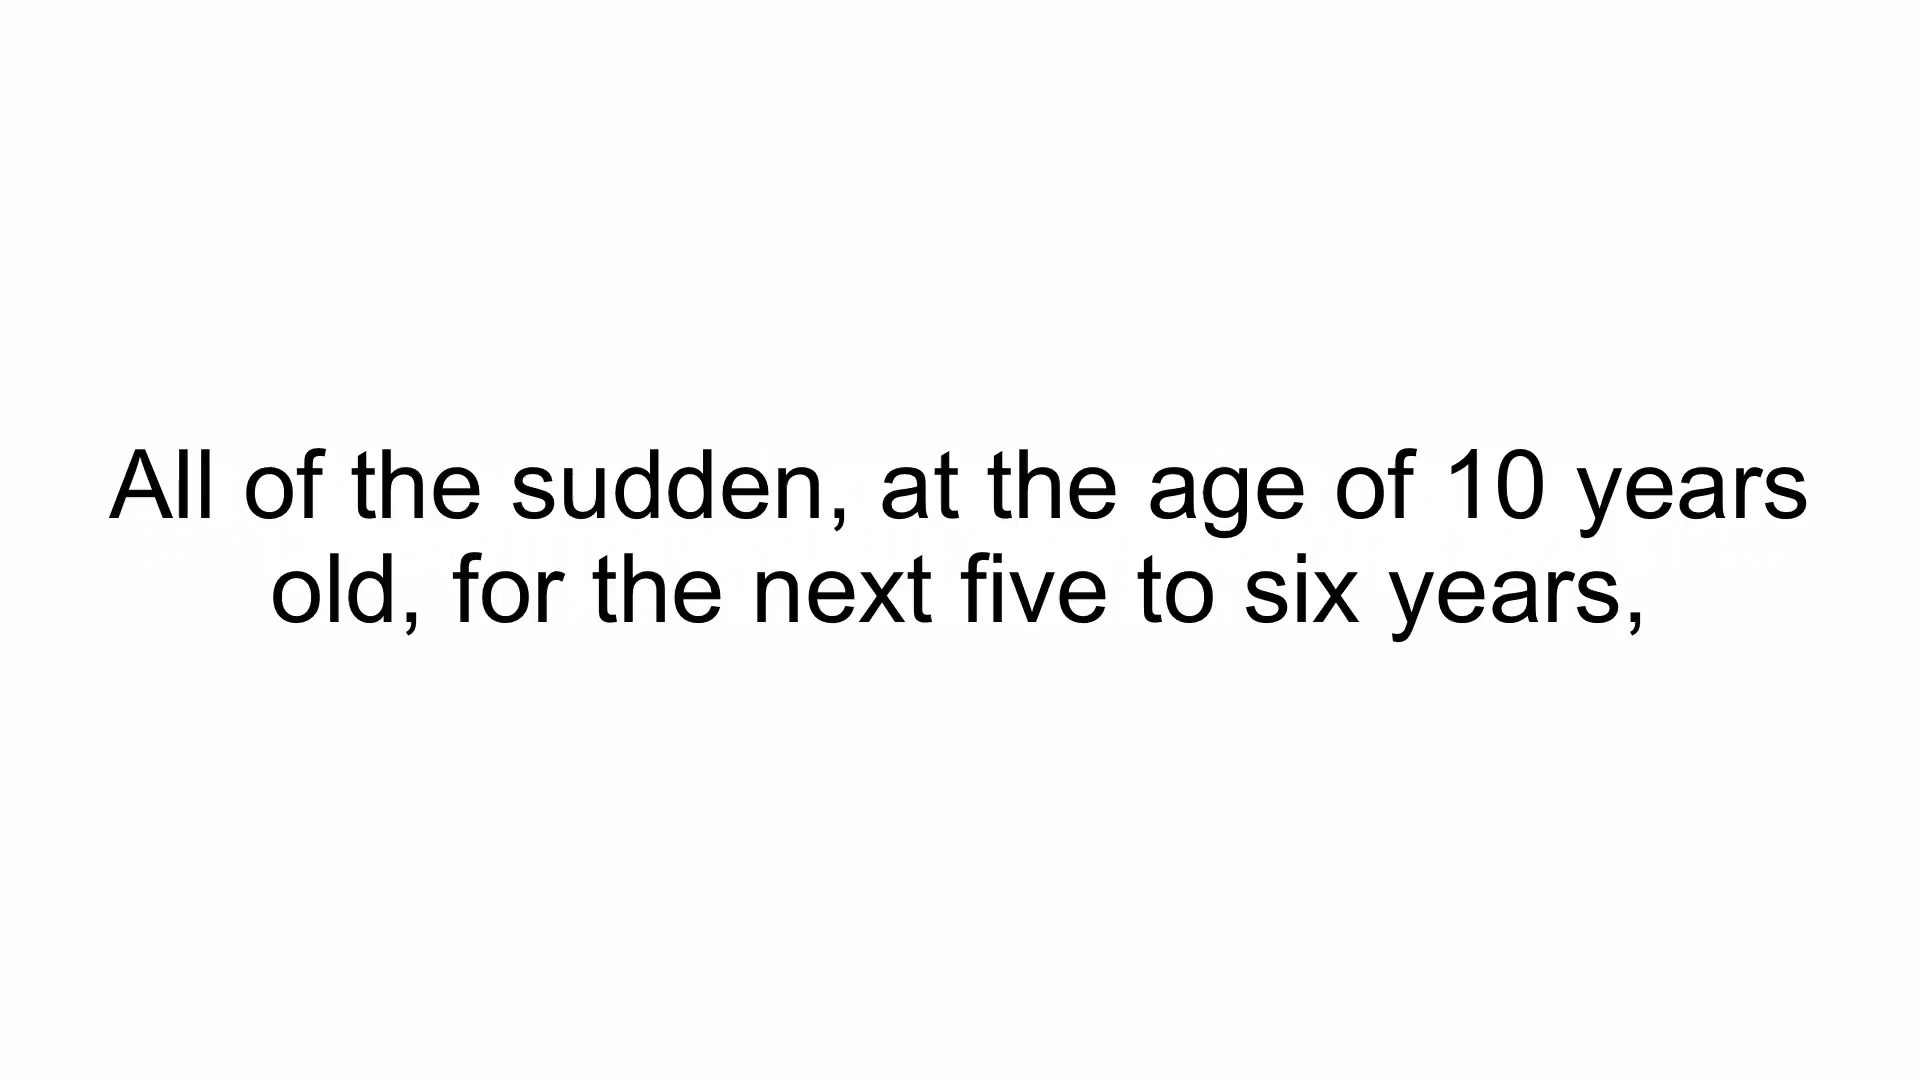 All of the sudden, at the age of 10 years
old, for the next five to six years,